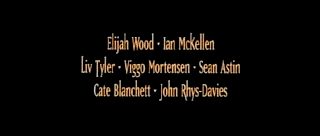 Elijah Wood · Ian McKellen
Liv Tyler · Viggo Mortensen · Sean Astin
Cate Blanchett · John Rhys-Davies